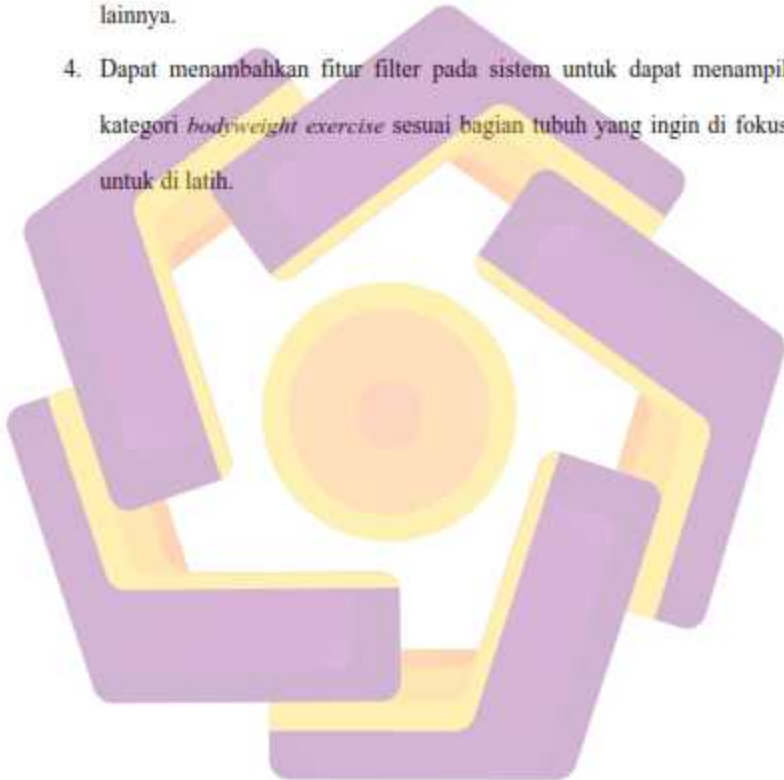 lainnya.
4. Dapat menambahkan fitur filter pada sistem untuk dapat menampil
kategori bodyweight exercise sesuai bagian tubuh yang ingin di fokus
untuk di latih.